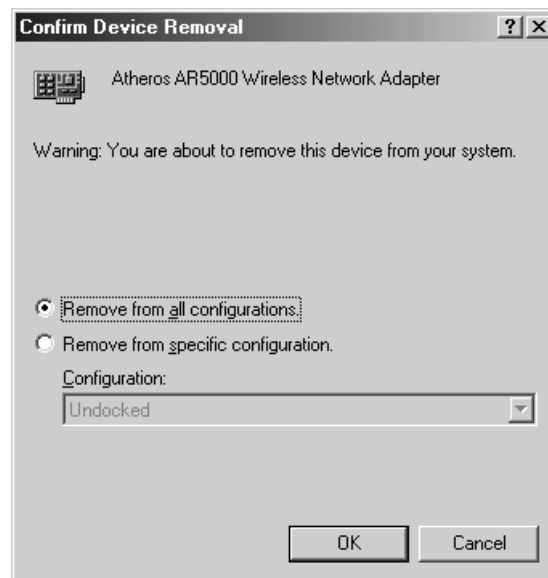 Confirm Device Removal
Atheros AR5000 Wireless Network Adapter
Warning: You are about to remove this device from your system.
Remove from all configurations.
Remove from specific configuration.
Configuration:
Undocked
OK Cancel